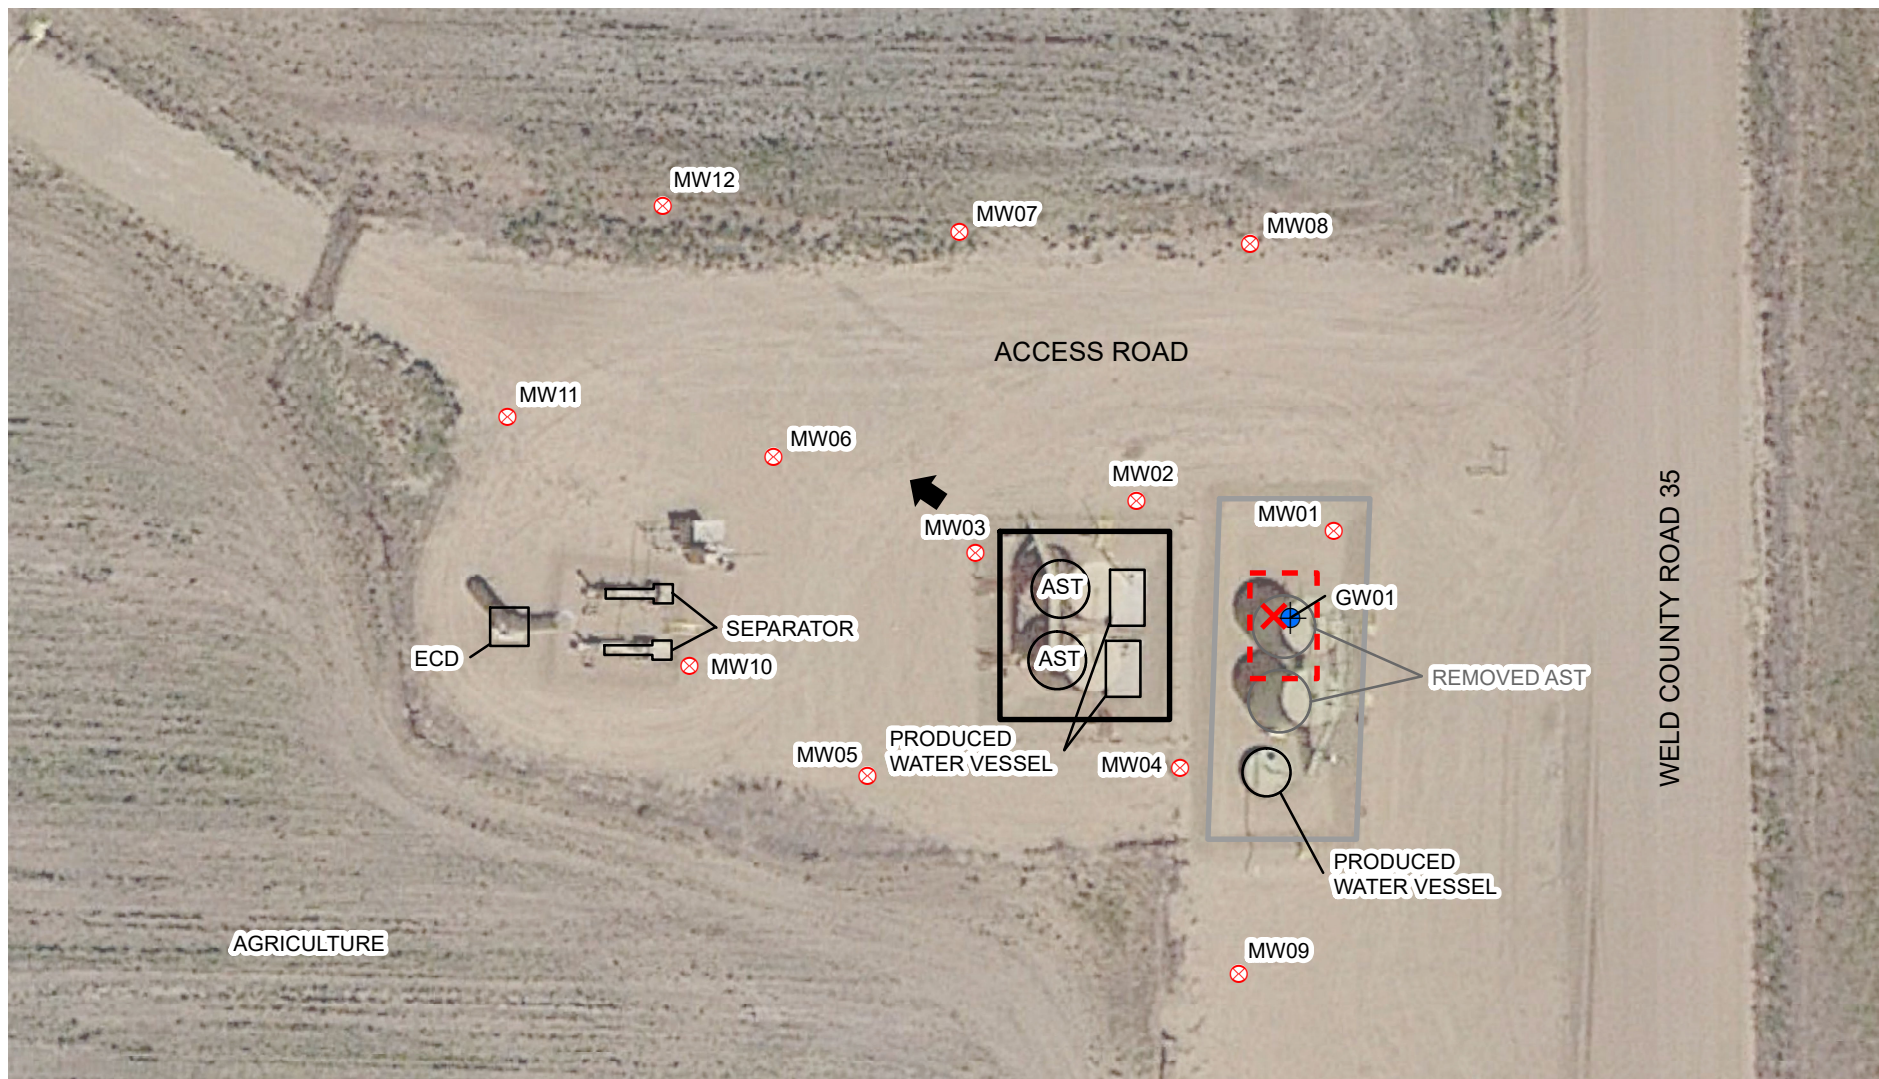 MW12
MW07
MW08
ACCESS ROAD
MW11
MW06
MW02
MW03
MW01
AST
GW01
SEPARATOR
ECD
AST
MW10
REMOVED AST
WELD COUNTY ROAD 35
PRODUCED
WATER VESSEL
MW05
MW04
PRODUCED
WATER VESSEL
AGRICULTURE
MW09